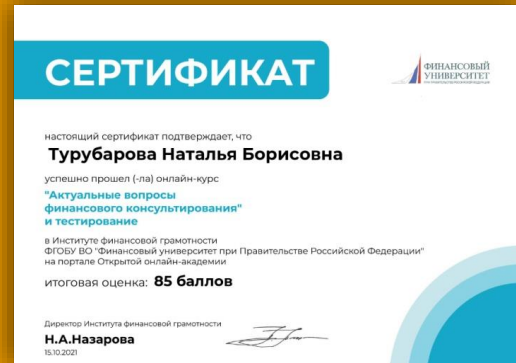 СЕРТИФИКАТ
ФИНАНСОВЫЙ
УНИВЕРСИТЕТ
настоящий сертификат подтверждает, что
Турубарова Наталья Борисовна
успешно прошел (-ла) онлайн-курс
"Актуальные вопросы
финансового консультирования"
и тестирование
в Институте финансовой грамотности
ФГОБУ ВО "Финансовый университет при Правительстве Российской Федерации"
на портале Открытой онлайн-академии
итоговая оценка: 85 баллов
Директор Института финансовой грамотности
Н.А.Назарова
15.10.2021